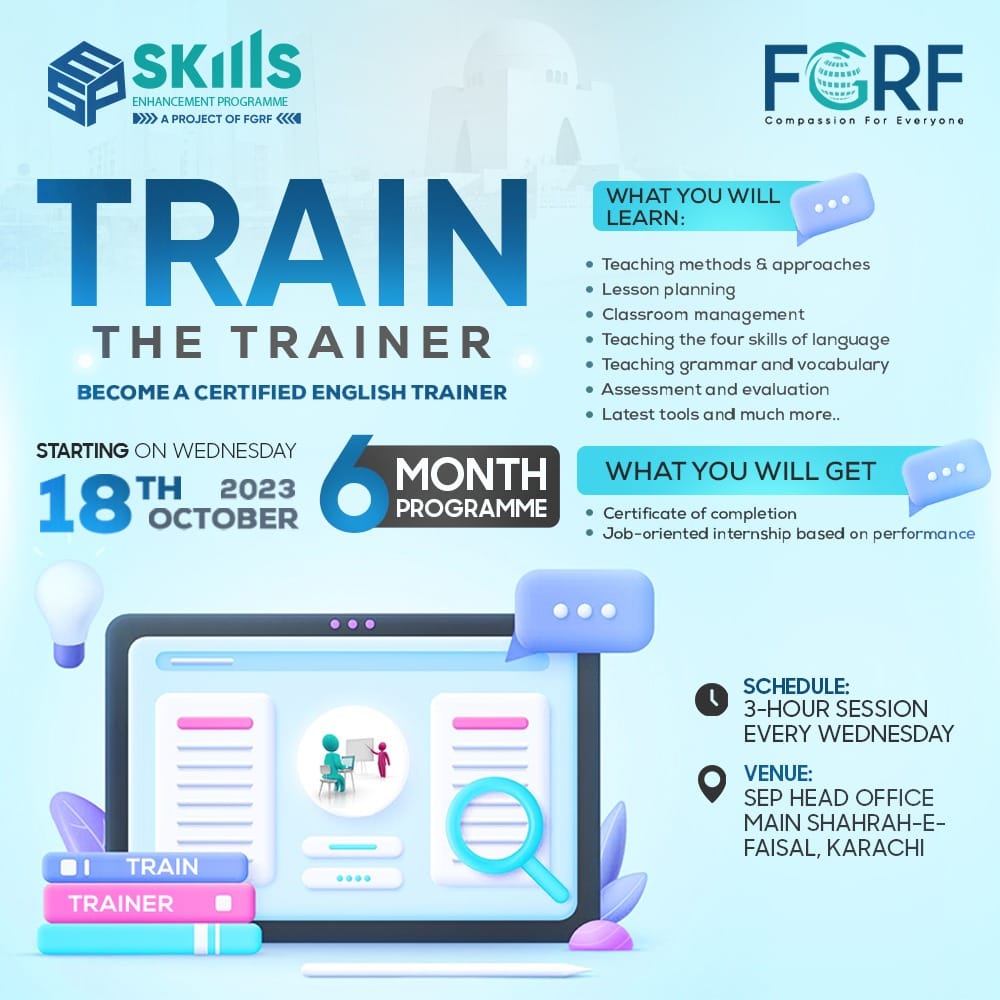 SSP
SKIllS
ENHANCEMENT PROGRAMME
A PROJECT OF FGRF
FGRF
Compassion For Everyone
TRAIN
THE TRAINER
BECOME A CERTIFIED ENGLISH TRAINER
STARTING ON WEDNESDAY
18TH 2023
OCTOBER
6 MONTH
PROGRAMME
WHAT YOU WILL
LEARN:
• Teaching methods & approaches
• Lesson planning
• Classroom management
• Teaching the four skills of language
• Teaching grammar and vocabulary
• Assessment and evaluation
• Latest tools and much more..
WHAT YOU WILL GET
• Certificate of completion
• Job-oriented internship based on performance
SCHEDULE:
3-HOUR SESSION
EVERY WEDNESDAY
VENUE:
SEP HEAD OFFICE
MAIN SHAHRAH-E-
FAISAL, KARACHI
TRAIN
TRAINER